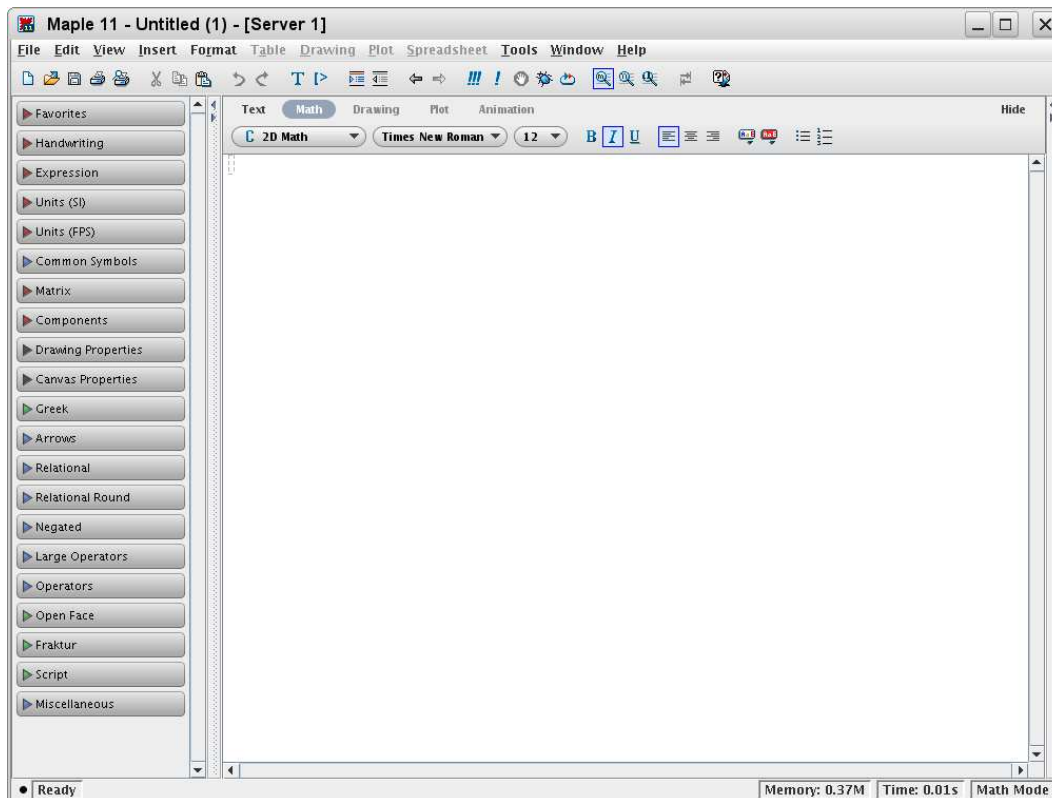 Maple 11 - Untitled (1) - [Server 1]
File Edit View Insert Format Table Drawing Plot Spreadsheet Tools Window Help
Text Math Drawing Plot Animation Hide
C 2D Math Times New Roman 12 B I U
Favorites
Handwriting
Expression
Units (SI)
Units (FPS)
Common Symbols
Matrix
Components
Drawing Properties
Canvas Properties
Greek
Arrows
Relational
Relational Round
Negated
Large Operators
Operators
Open Face
Fraktur
Script
Miscellaneous
Ready Memory: 0.37M Time: 0.01s Math Mode